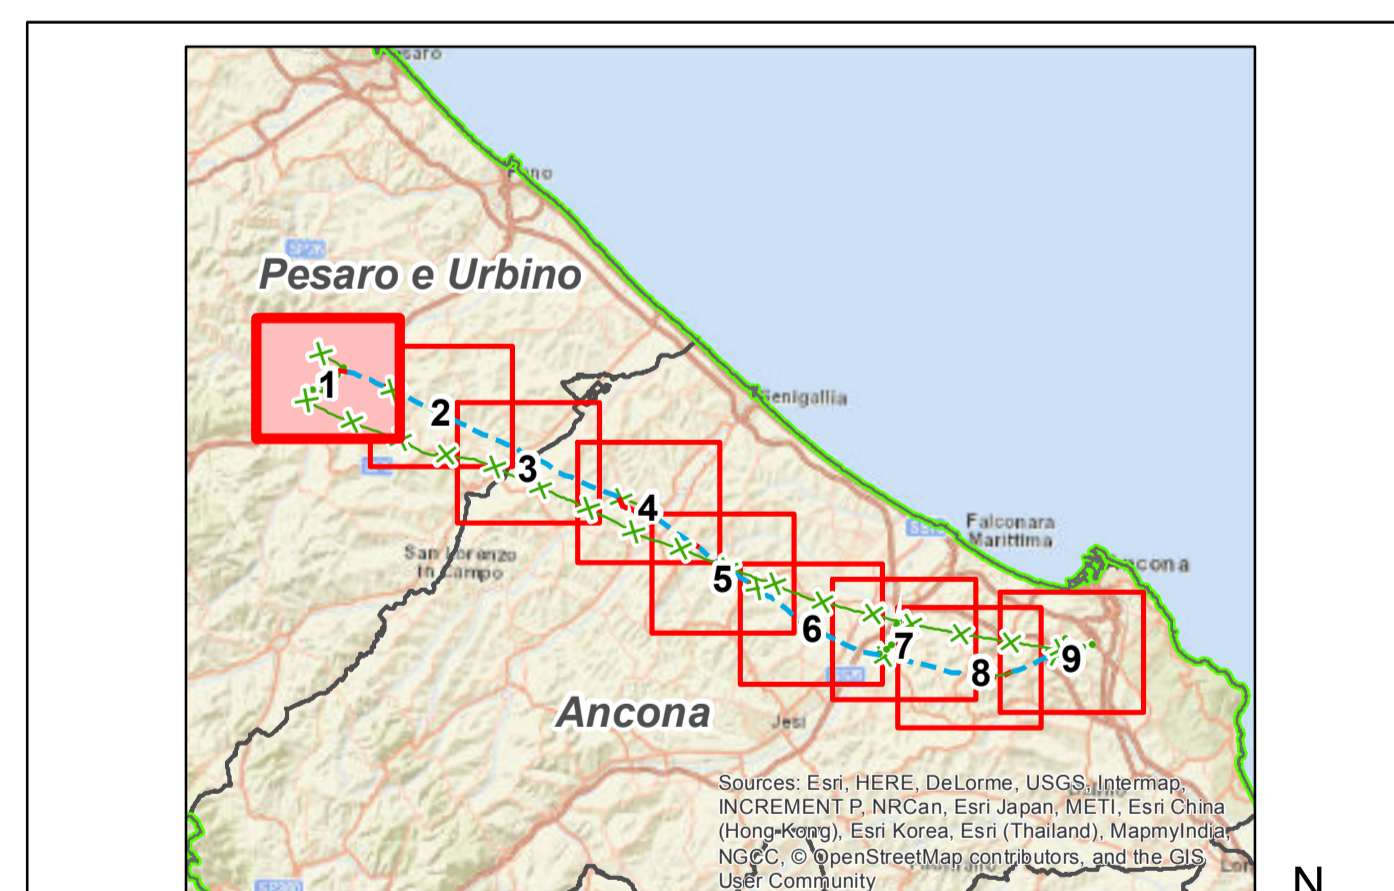 Fano
Pesaro e Urbino
1
2
Senigallia
3
4
San Lorenzo
in Campo
Falconara
Marittima
Ancona
5
6
7
8
9
Ancona
Jesi
Sources: Esri, HERE, DeLorme, USGS, Intermap,
INCREMENT P, NRCan, Esri Japan, METI, Esri China
(Hong Kong), Esri Korea, Esri (Thailand), MapmyIndia,
NGCC, © OpenStreetMap contributors, and the GIS
User Community
N